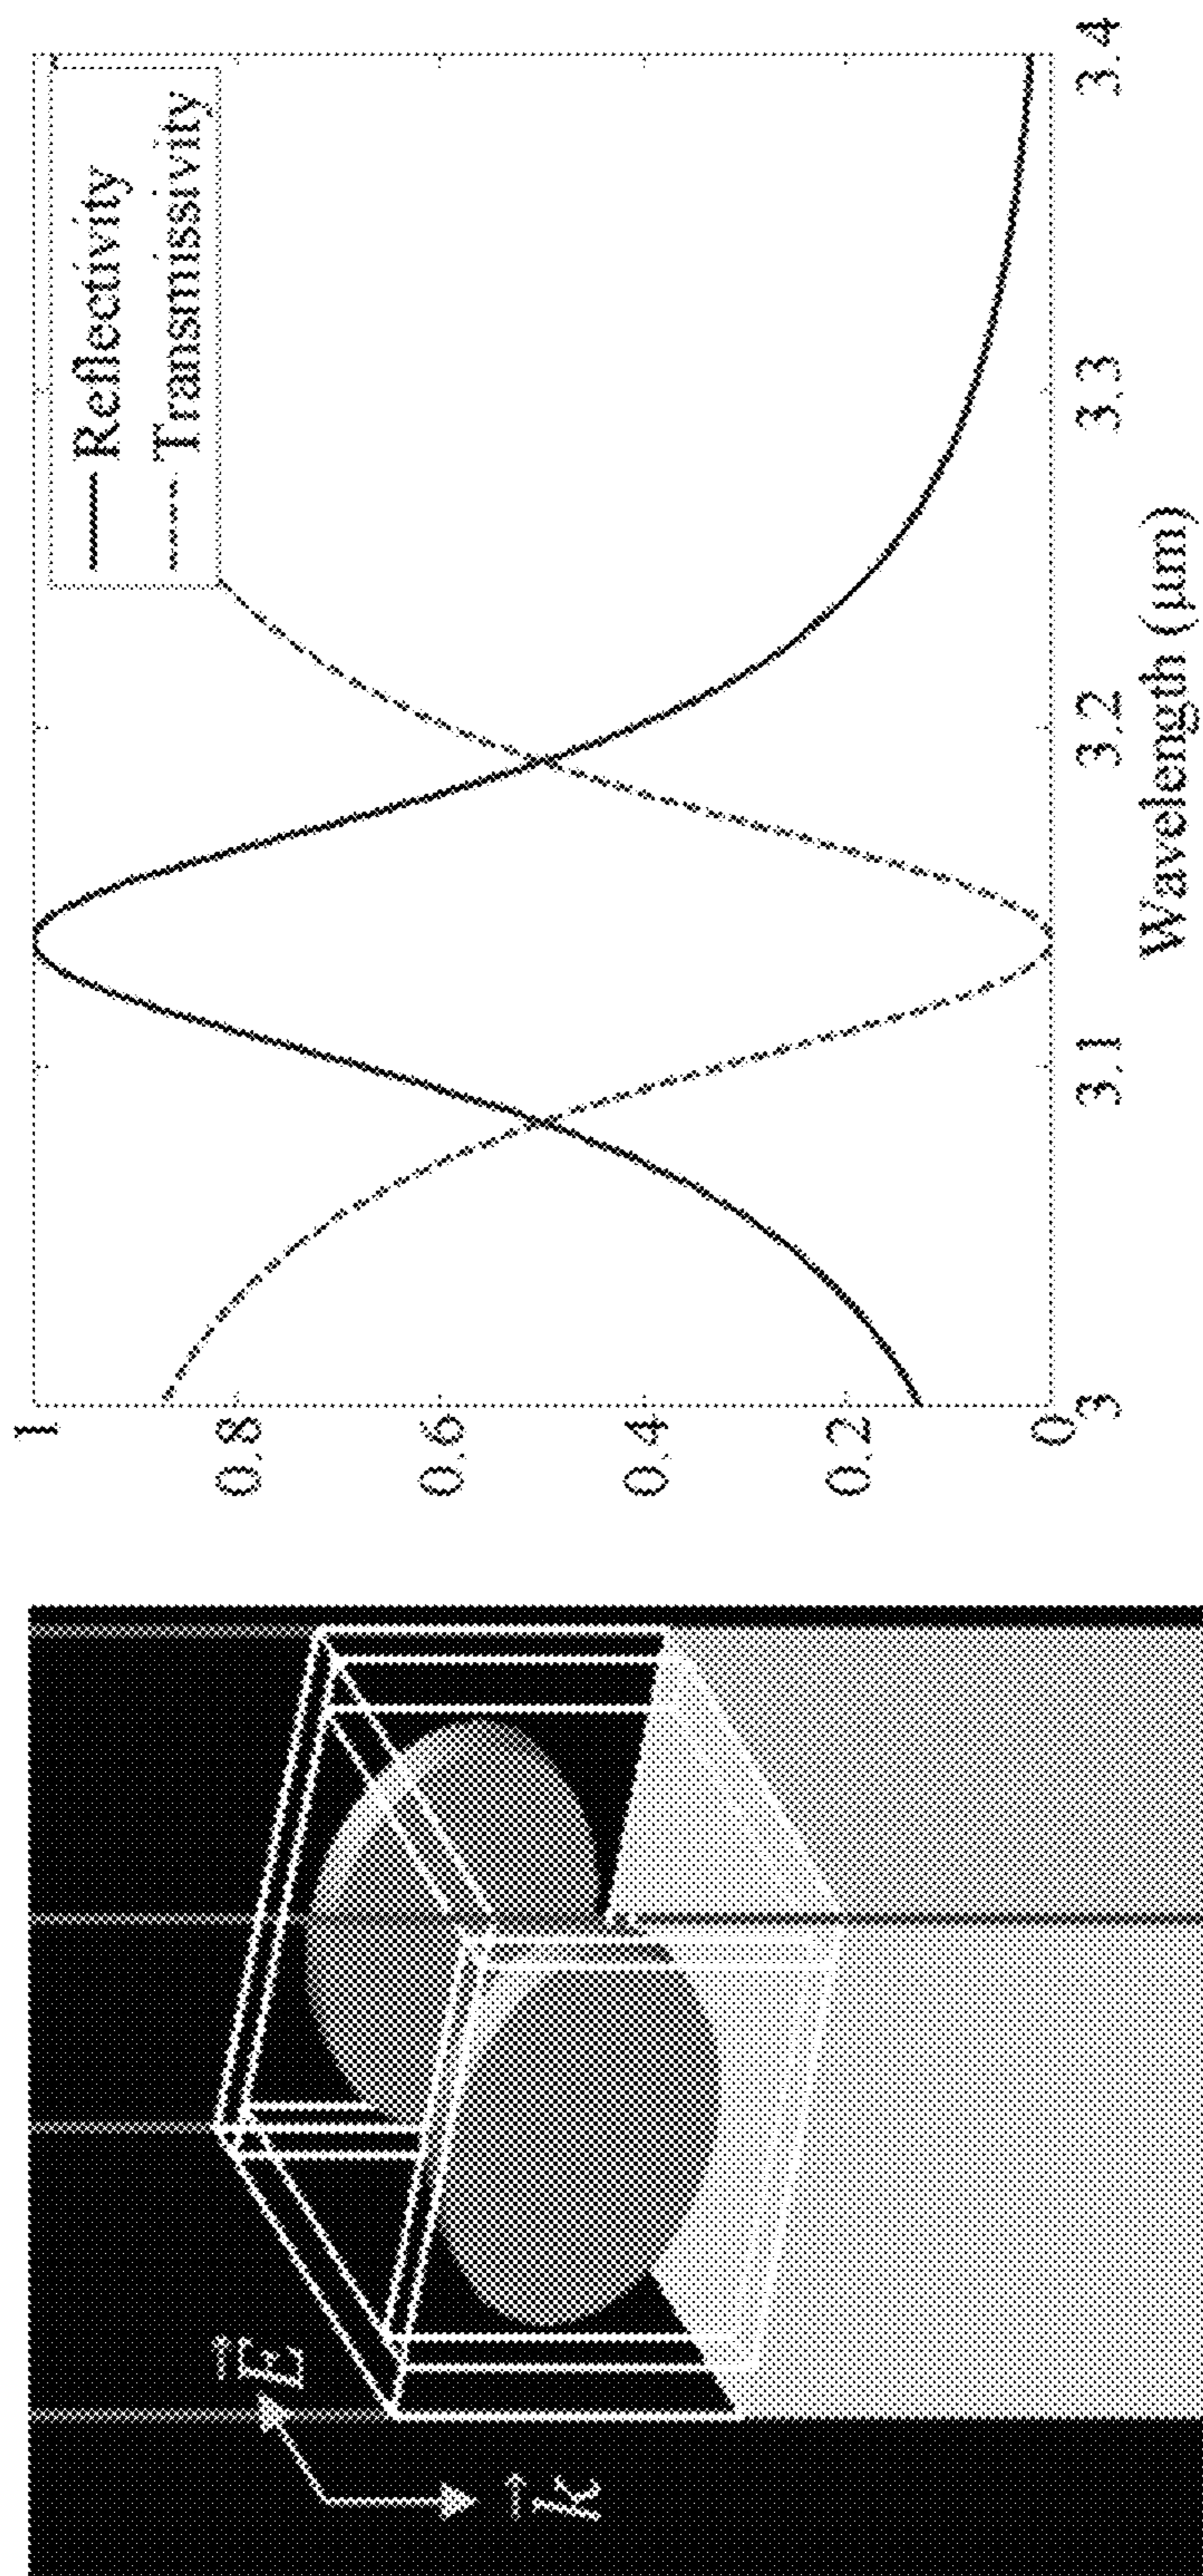 E
k
1
0.8
0.6
0.4
0.2
0
3
3.1
3.2
3.3
3.4
Wavelength (μm)
Reflectivity
Transmissivity